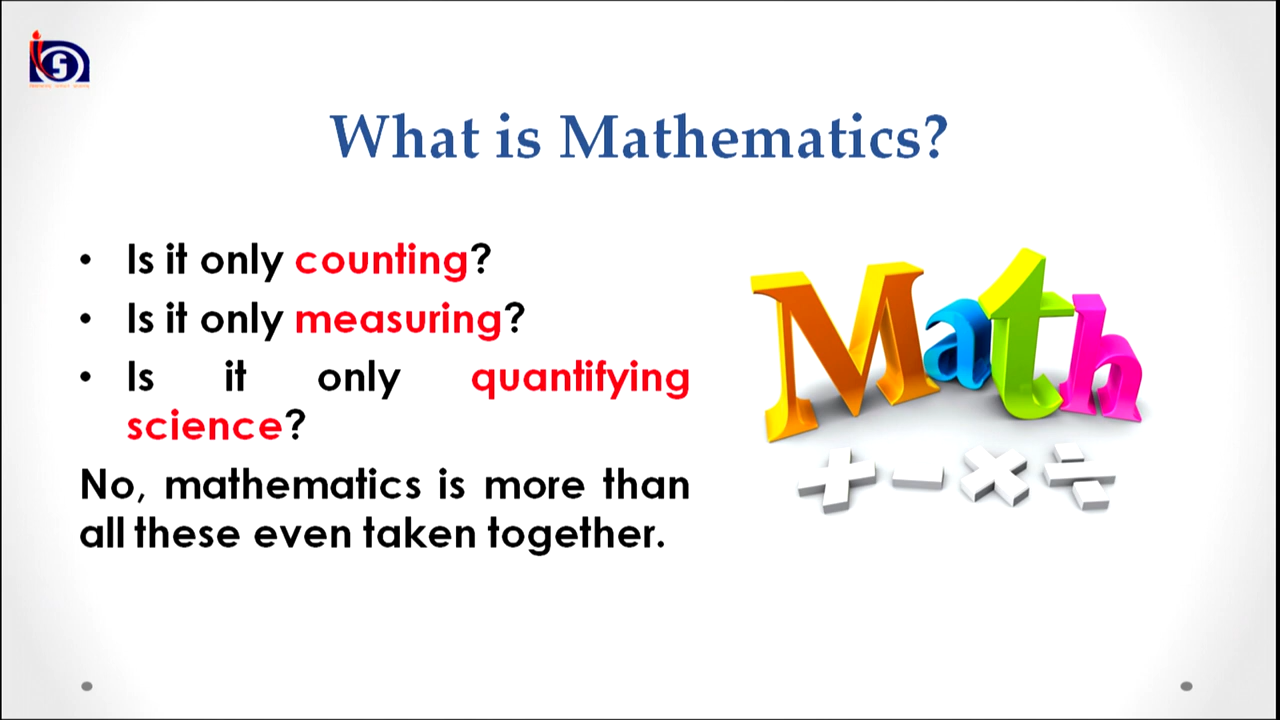 What is Mathematics?
• Is it only counting?
• Is it only measuring?
• Is it only quantifying
science?
No, mathematics is more than
all these even taken together.
Math
+ − × ÷